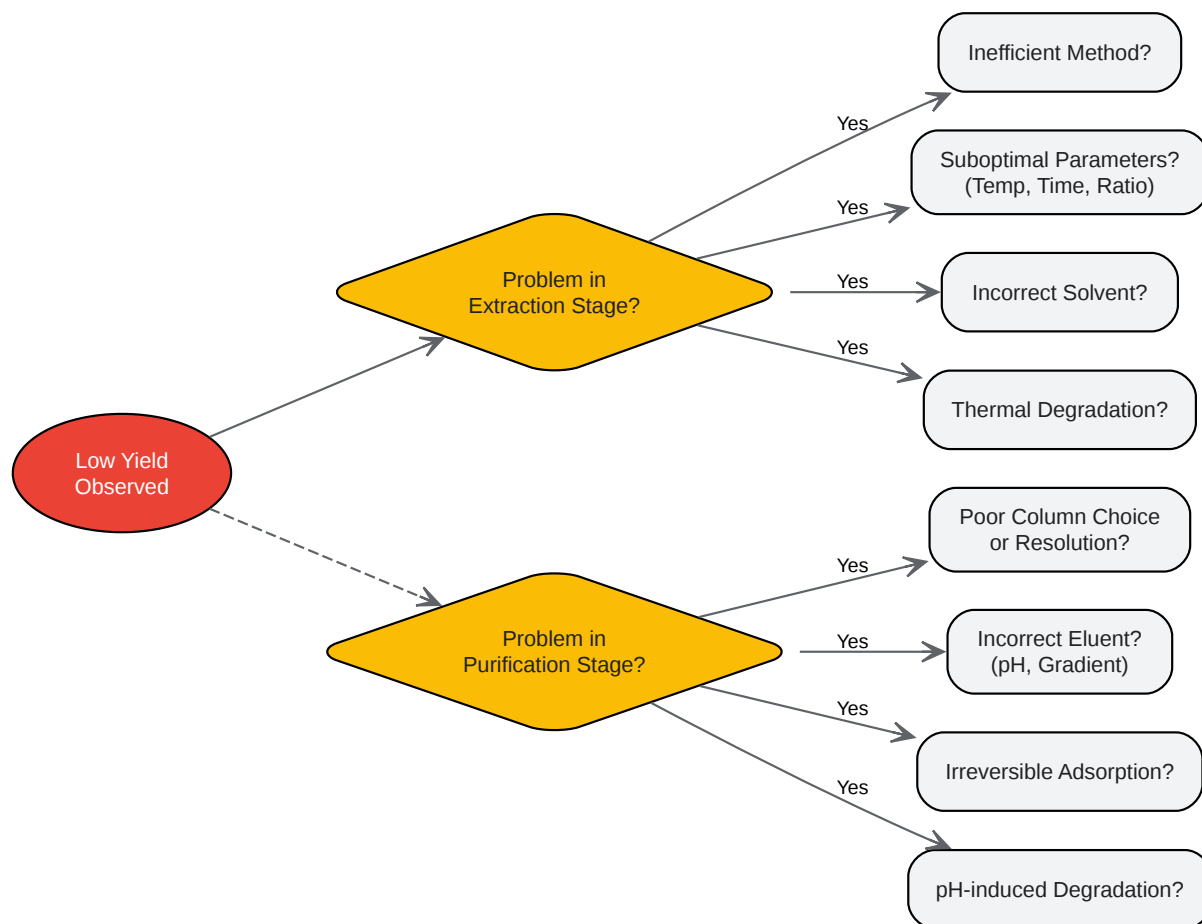 Low Yield
Observed
Problem in
Extraction Stage?
Yes
Inefficient Method?
Yes
Suboptimal Parameters?
(Temp, Time, Ratio)
Yes
Incorrect Solvent?
Yes
Thermal Degradation?
Problem in
Purification Stage?
Yes
Poor Column Choice
or Resolution?
Yes
Incorrect Eluent?
(pH, Gradient)
Yes
Irreversible Adsorption?
Yes
pH-induced Degradation?